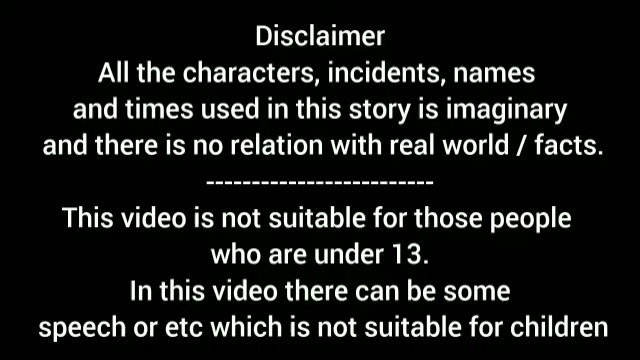 Disclaimer
All the characters, incidents, names
and times used in this story is imaginary
and there is no relation with real world / facts.
-------------------------
This video is not suitable for those people
who are under 13.
In this video there can be some
speech or etc which is not suitable for children